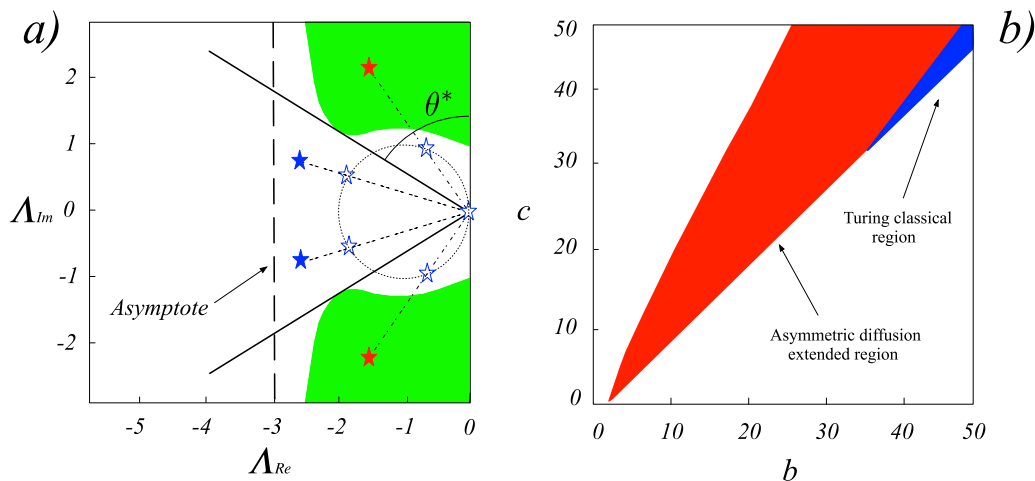 a)
2
1
0
-1
-2
Λ_Im
θ*
Asymptote
-5 -4 -3 -2 -1 0
Λ_Re
b)
50
40
30
20
10
0
c
Turing classical
region
Asymmetric diffusion
extended region
0 10 20 30 40 50
b